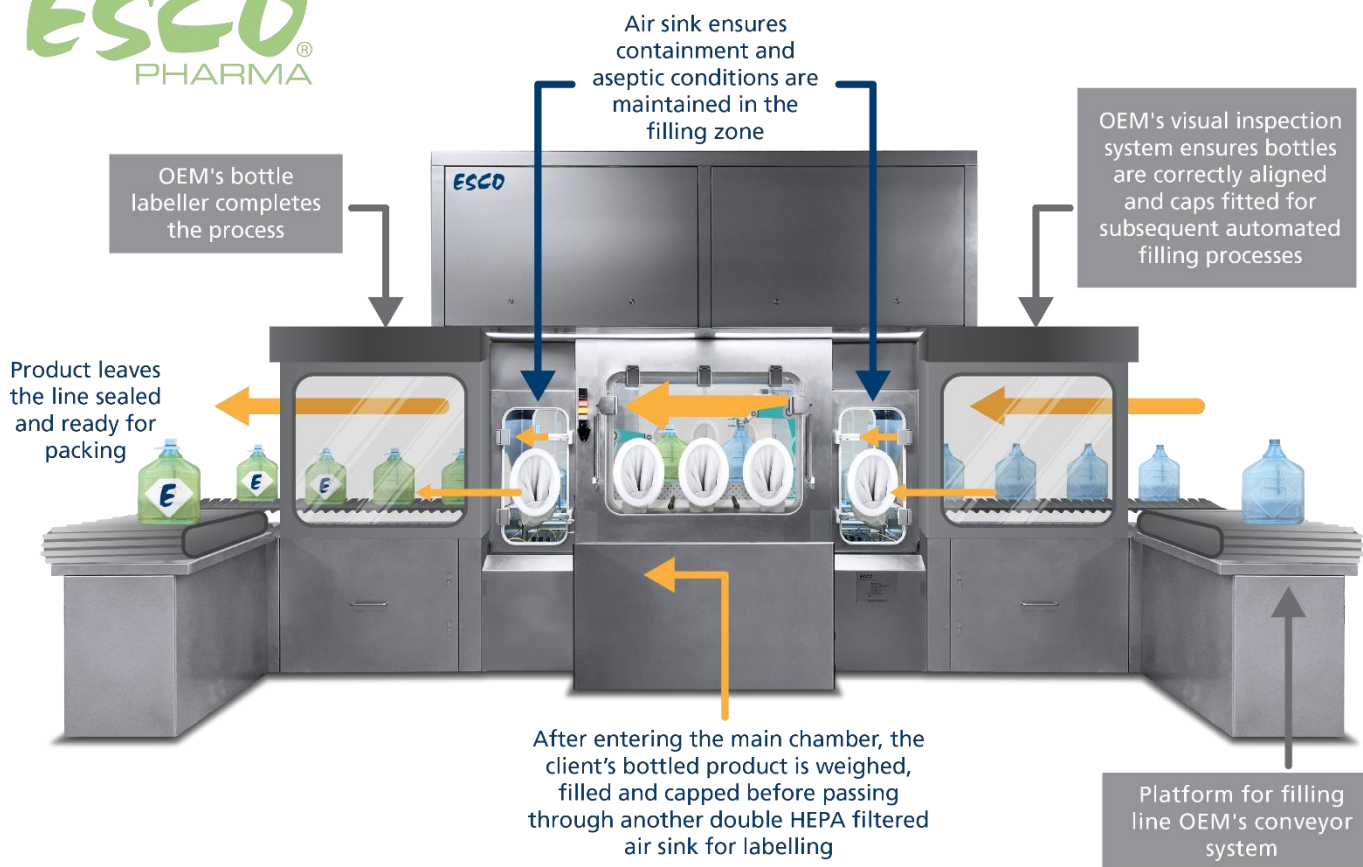 ESCO®
PHARMA
Air sink ensures
containment and
aseptic conditions are
maintained in the
filling zone
OEM's visual inspection
system ensures bottles
are correctly aligned
and caps fitted for
subsequent automated
filling processes
OEM's bottle
labeller completes
the process
ESCO
Product leaves
the line sealed
and ready for
packing
E
E
E
ESCO
After entering the main chamber, the
client's bottled product is weighed,
filled and capped before passing
through another double HEPA filtered
air sink for labelling
Platform for filling
line OEM's conveyor
system